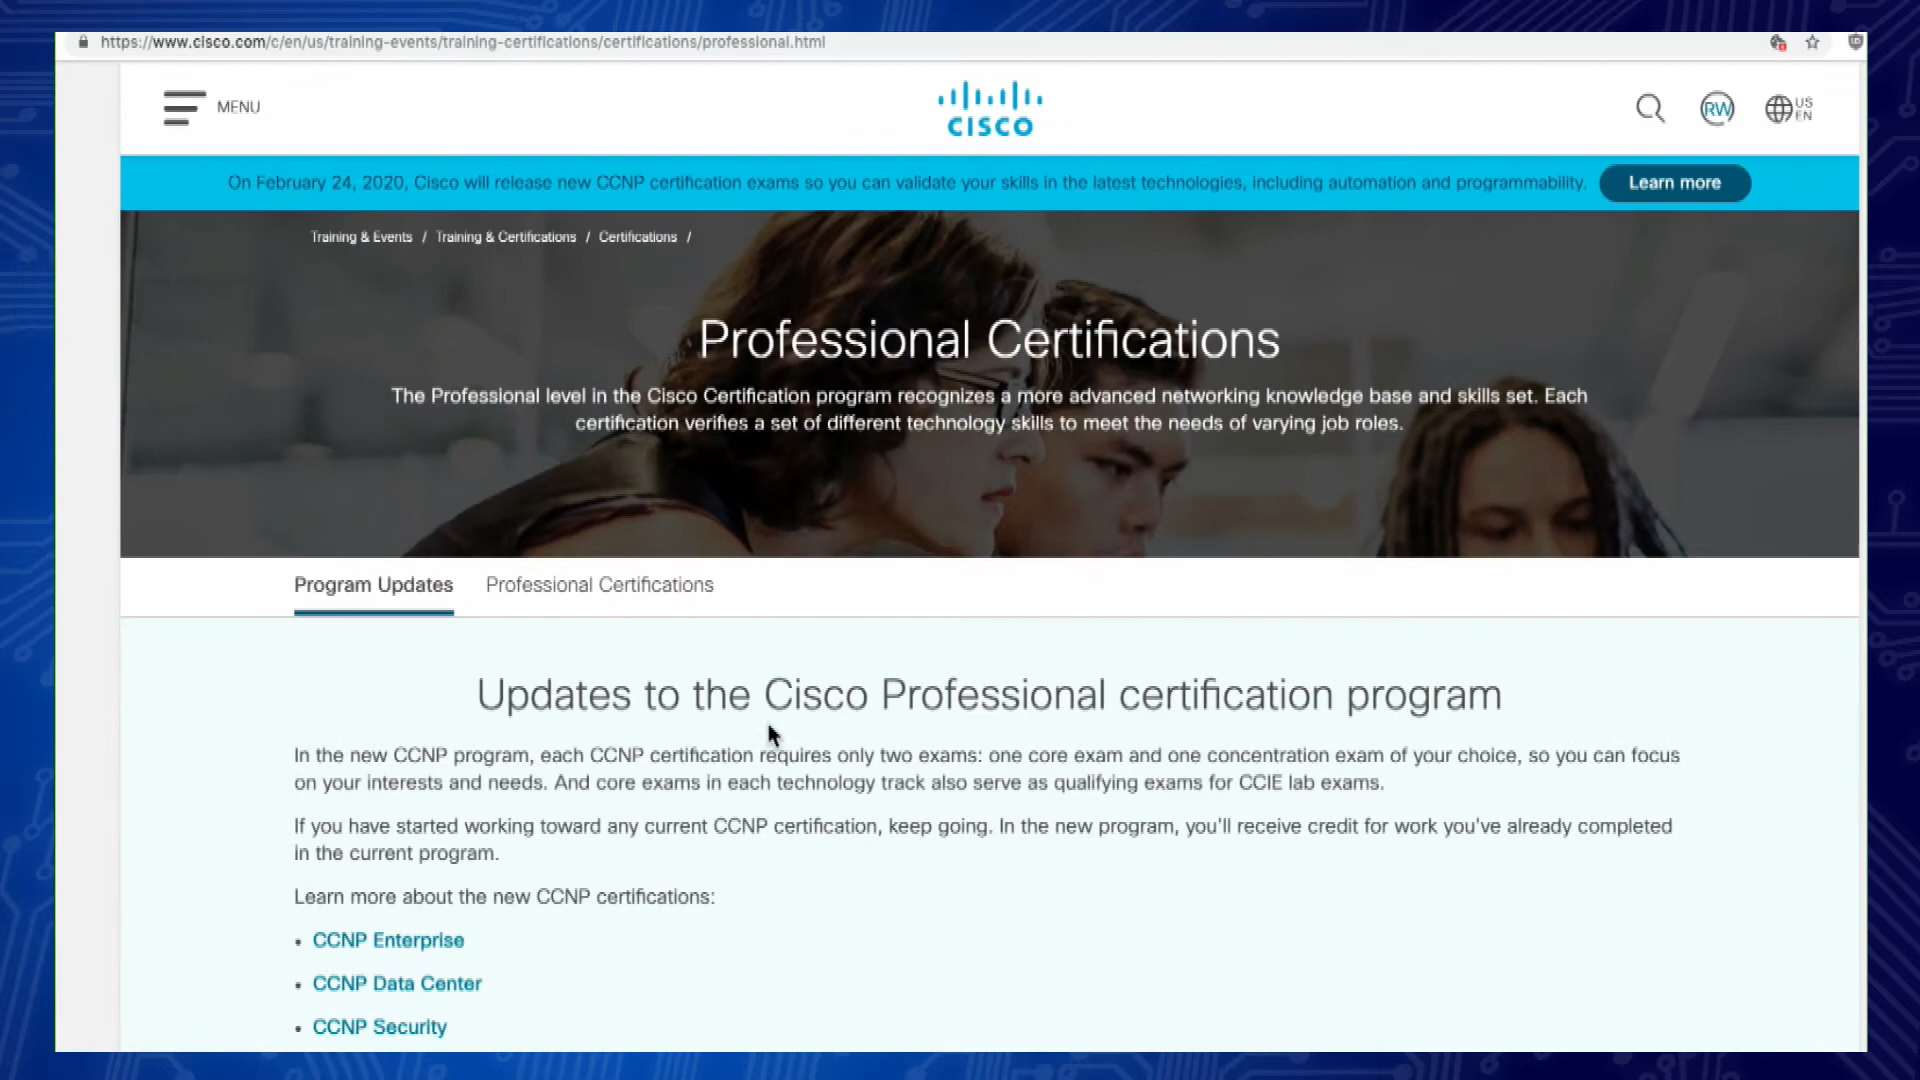 https://www.cisco.com/c/en/us/training-events/training-certifications/certifications/professional.html
MENU
CISCO
RW
US
EN
On February 24, 2020, Cisco will release new CCNP certification exams so you can validate your skills in the latest technologies, including automation and programmability.
Learn more
Training & Events / Training & Certifications / Certifications /
Professional Certifications
The Professional level in the Cisco Certification program recognizes a more advanced networking knowledge base and skills set. Each
certification verifies a set of different technology skills to meet the needs of varying job roles.
Program Updates Professional Certifications
Updates to the Cisco Professional certification program
In the new CCNP program, each CCNP certification requires only two exams: one core exam and one concentration exam of your choice, so you can focus
on your interests and needs. And core exams in each technology track also serve as qualifying exams for CCIE lab exams.
If you have started working toward any current CCNP certification, keep going. In the new program, you'll receive credit for work you've already completed
in the current program.
Learn more about the new CCNP certifications:
• CCNP Enterprise
• CCNP Data Center
• CCNP Security